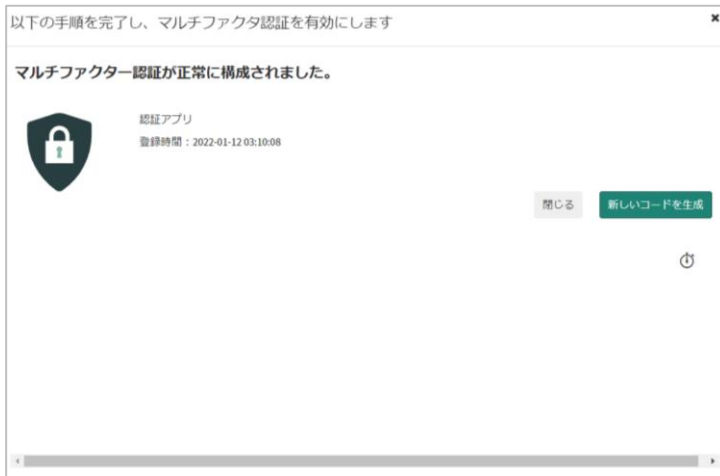 以下の手順を完了し、マルチファクタ認証を有効にします
マルチファクター認証が正常に構成されました。
認証アプリ
登録時間：2022-01-12 03:10:08
閉じる
新しいコードを生成